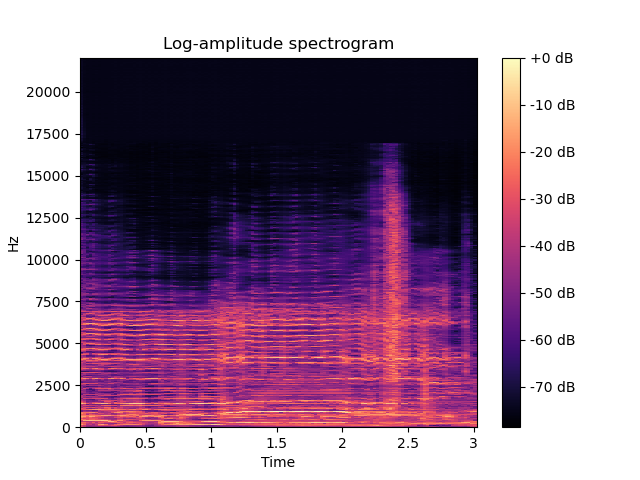 Log-amplitude spectrogram
Hz
20000
17500
15000
12500
10000
7500
5000
2500
0
0 0.5 1 1.5 2 2.5 3
Time
+0 dB
-10 dB
-20 dB
-30 dB
-40 dB
-50 dB
-60 dB
-70 dB